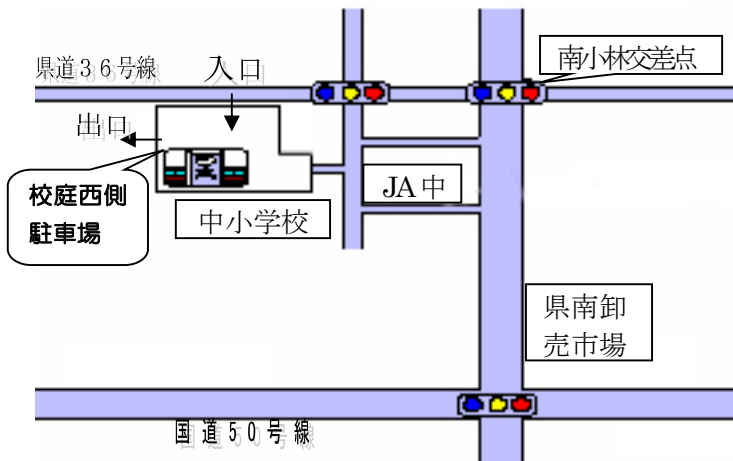 南小林交差点
県道３６号線
入口
出口
校庭西側
駐車場
JA中
中小学校
県南卸
売市場
国道５０号線